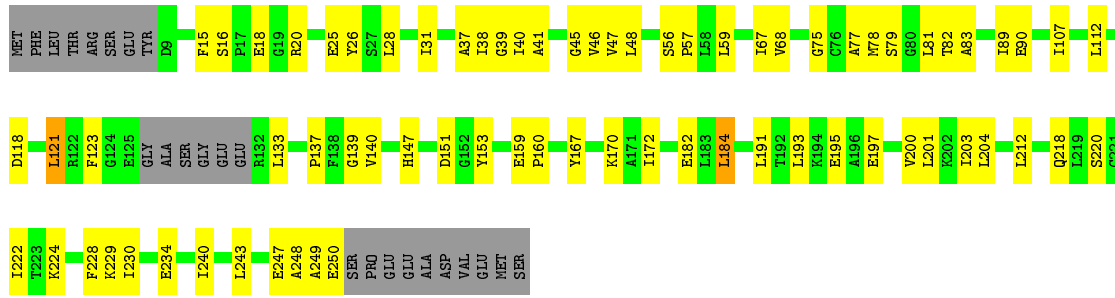 MET PHE LEU THR ARG SER GLU TYR D9 F15 S16 P17 E18 G19 R20 E25 Y26 S27 L28 I31 A37 I38 G39 I40 A41 G45 V46 V47 L48 S56 P57 L58 L59 I67 V68 G75 C76 A77 M78 S79 G80 L81 T82 A83 I89 E90 I107 L112
D118 L121 R122 F123 G124 E125 GLY ALA SER GLY GLU GLU R132 L133 P137 F138 G139 V140 H147 D151 G152 Y153 E159 P160 Y167 K170 A171 I172 E182 L183 L184 L191 T192 L193 K194 E195 A196 E197 V200 L201 K202 I203 L204 L212 Q218 L219 S220 G221
I222 T223 K224 F228 K229 I230 E234 I240 L243 E247 A248 A249 E250 SER PRO GLU GLU ALA ASP VAL GLU MET SER